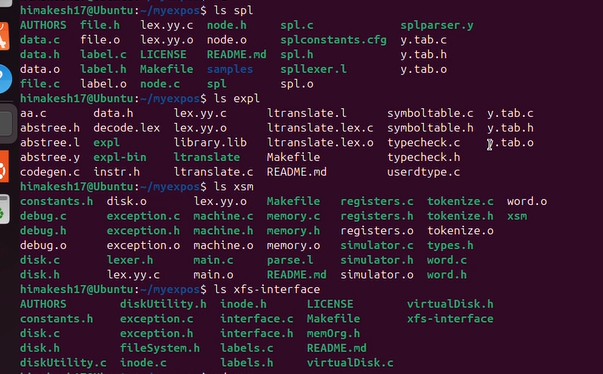 himakesh17@Ubuntu:~/myexpos$ ls spl
AUTHORS file.h lex.yy.c node.h spl.c splparser.y
data.c file.o lex.yy.o node.o splconstants.cfg y.tab.c
data.h label.c LICENSE README.md spl.h y.tab.h
data.o label.h Makefile samples spllexer.l y.tab.o
file.c label.o node.c spl spl.o
himakesh17@Ubuntu:~/myexpos$ ls expl
aa.c data.h lex.yy.c ltranslate.l symboltable.c y.tab.c
abstree.h decode.lex lex.yy.o ltranslate.lex.c symboltable.h y.tab.h
abstree.l expl library.lib ltranslate.lex.o typecheck.c y.tab.o
abstree.y expl-bin ltranslate Makefile typecheck.h
codegen.c instr.h ltranslate.c README.md userdtype.c
himakesh17@Ubuntu:~/myexpos$ ls xsm
constants.h disk.o lex.yy.o Makefile registers.c tokenize.c word.o
debug.c exception.c machine.c memory.c registers.h tokenize.h xsm
debug.h exception.h machine.h memory.h registers.o tokenize.o
debug.o exception.o machine.o memory.o simulator.c types.h
disk.c lexer.h main.c parse.l simulator.h word.c
disk.h lex.yy.c main.o README.md simulator.o word.h
himakesh17@Ubuntu:~/myexpos$ ls xfs-interface
AUTHORS diskUtility.h inode.h LICENSE virtualDisk.h
constants.h exception.c interface.c Makefile xfs-interface
disk.c exception.h interface.h memOrg.h
disk.h fileSystem.h labels.c README.md
diskUtility.c inode.c labels.h virtualDisk.c